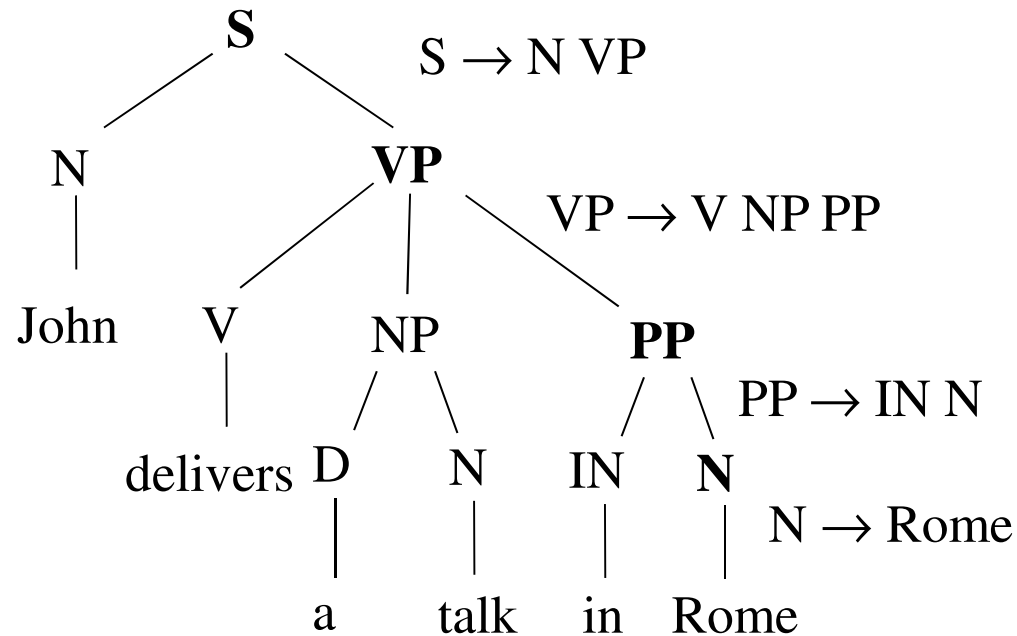 S
S → N VP
N VP
VP → V NP PP
John V NP PP
PP → IN N
delivers D N IN N
N → Rome
a talk in Rome